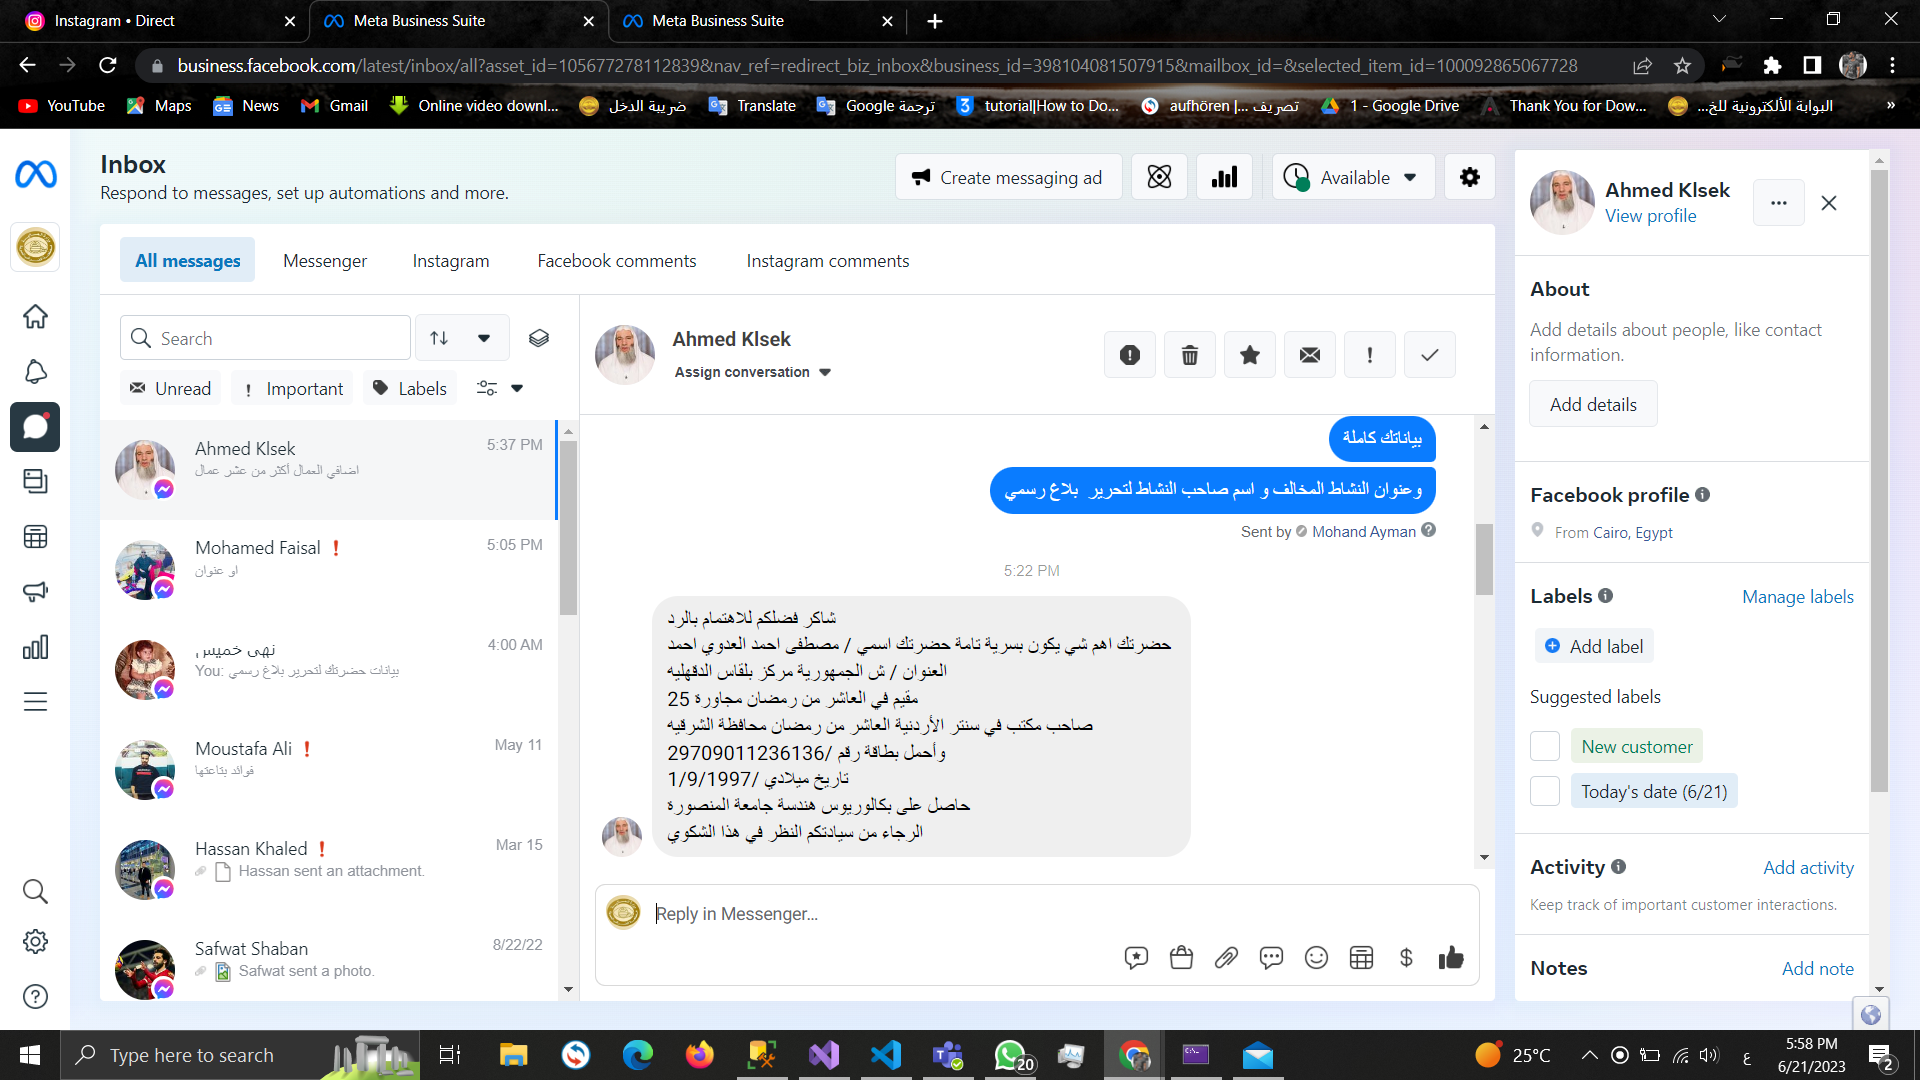 Instagram • Direct
Meta Business Suite
Meta Business Suite
business.facebook.com/latest/inbox/all?asset_id=105677278112839&nav_ref=redirect_biz_inbox&business_id=398104081507915&mailbox_id=&selected_item_id=100092865067728
YouTube
Maps
News
Gmail
Online video downl...
ضريبة الدخل
Translate
ترجمة Google
tutorial|How to Do...
تصريف ...| aufhören
1 - Google Drive
Thank You for Dow...
البوابة الألكترونية للخ...
»
Inbox
Respond to messages, set up automations and more.
Create messaging ad
Available
All messages
Messenger
Instagram
Facebook comments
Instagram comments
Search
Unread
Important
Labels
Ahmed Klsek
5:37 PM
اضافي العمال أكثر من عشر عمال
Mohamed Faisal
5:05 PM
او عنوان
نهى خميس
4:00 AM
You: بيانات حضرتك لتحرير بلاغ رسمي
Moustafa Ali
May 11
فوائد بتاعتها
Hassan Khaled
Mar 15
Hassan sent an attachment.
Safwat Shaban
8/22/22
Safwat sent a photo.
Ahmed Klsek
Assign conversation
بياناتك كاملة
وعنوان النشاط المخالف و اسم صاحب النشاط لتحرير بلاغ رسمي
Sent by Mohand Ayman
5:22 PM
شاكر فضلكم للاهتمام بالرد
حضرتك اهم شي يكون بسرية تامة حضرتك اسمي / مصطفى احمد العدوي احمد
العنوان / ش الجمهورية مركز بلقاس الدقهليه
مقيم في العاشر من رمضان مجاورة 25
صاحب مكتب في سنتر الأردنية العاشر من رمضان محافظة الشرقيه
وأحمل بطاقة رقم /29709011236136
تاريخ ميلادي /1/9/1997
حاصل على بكالوريوس هندسة جامعة المنصورة
الرجاء من سيادتكم النظر في هذا الشكوي
Reply in Messenger...
Ahmed Klsek
View profile
About
Add details about people, like contact
information.
Add details
Facebook profile
From Cairo, Egypt
Labels
Manage labels
Add label
Suggested labels
New customer
Today's date (6/21)
Activity
Add activity
Keep track of important customer interactions.
Notes
Add note
Type here to search
20
25°C
ع
5:58 PM
6/21/2023
2